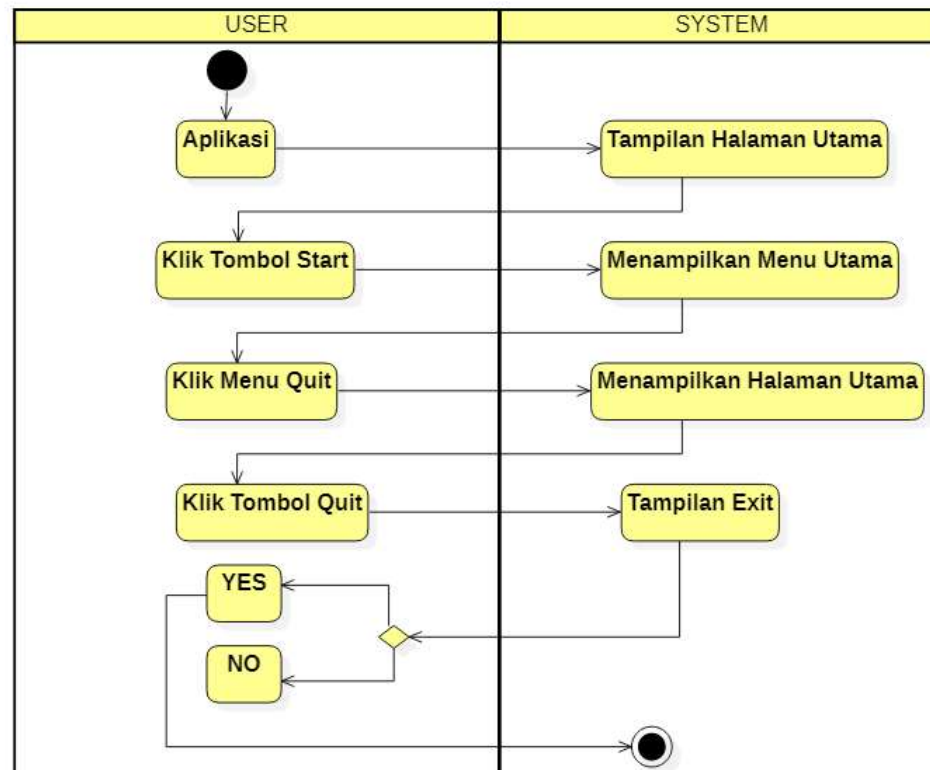 USER
SYSTEM
Aplikasi
Tampilan Halaman Utama
Klik Tombol Start
Menampilkan Menu Utama
Klik Menu Quit
Menampilkan Halaman Utama
Klik Tombol Quit
Tampilan Exit
YES
NO